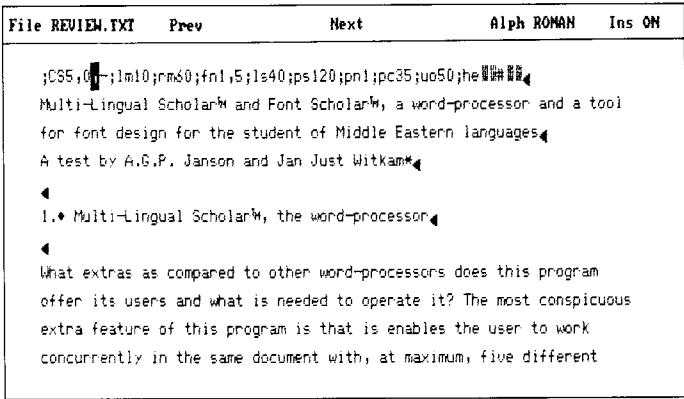 File REVIEW.TXT Prev Next Alph ROMAN Ins ON
;CS5,0,~;lm10;rm60;fn1,5;ls40;ps120;pn1;pc35;uo50;he#
Multi-Lingual Scholar™ and Font Scholar™, a word-processor and a tool
for font design for the student of Middle Eastern languages
A test by A.G.P. Janson and Jan Just Witkam*
1.♦ Multi-Lingual Scholar™, the word-processor
What extras as compared to other word-processors does this program
offer its users and what is needed to operate it? The most conspicuous
extra feature of this program is that is enables the user to work
concurrently in the same document with, at maximum, five different